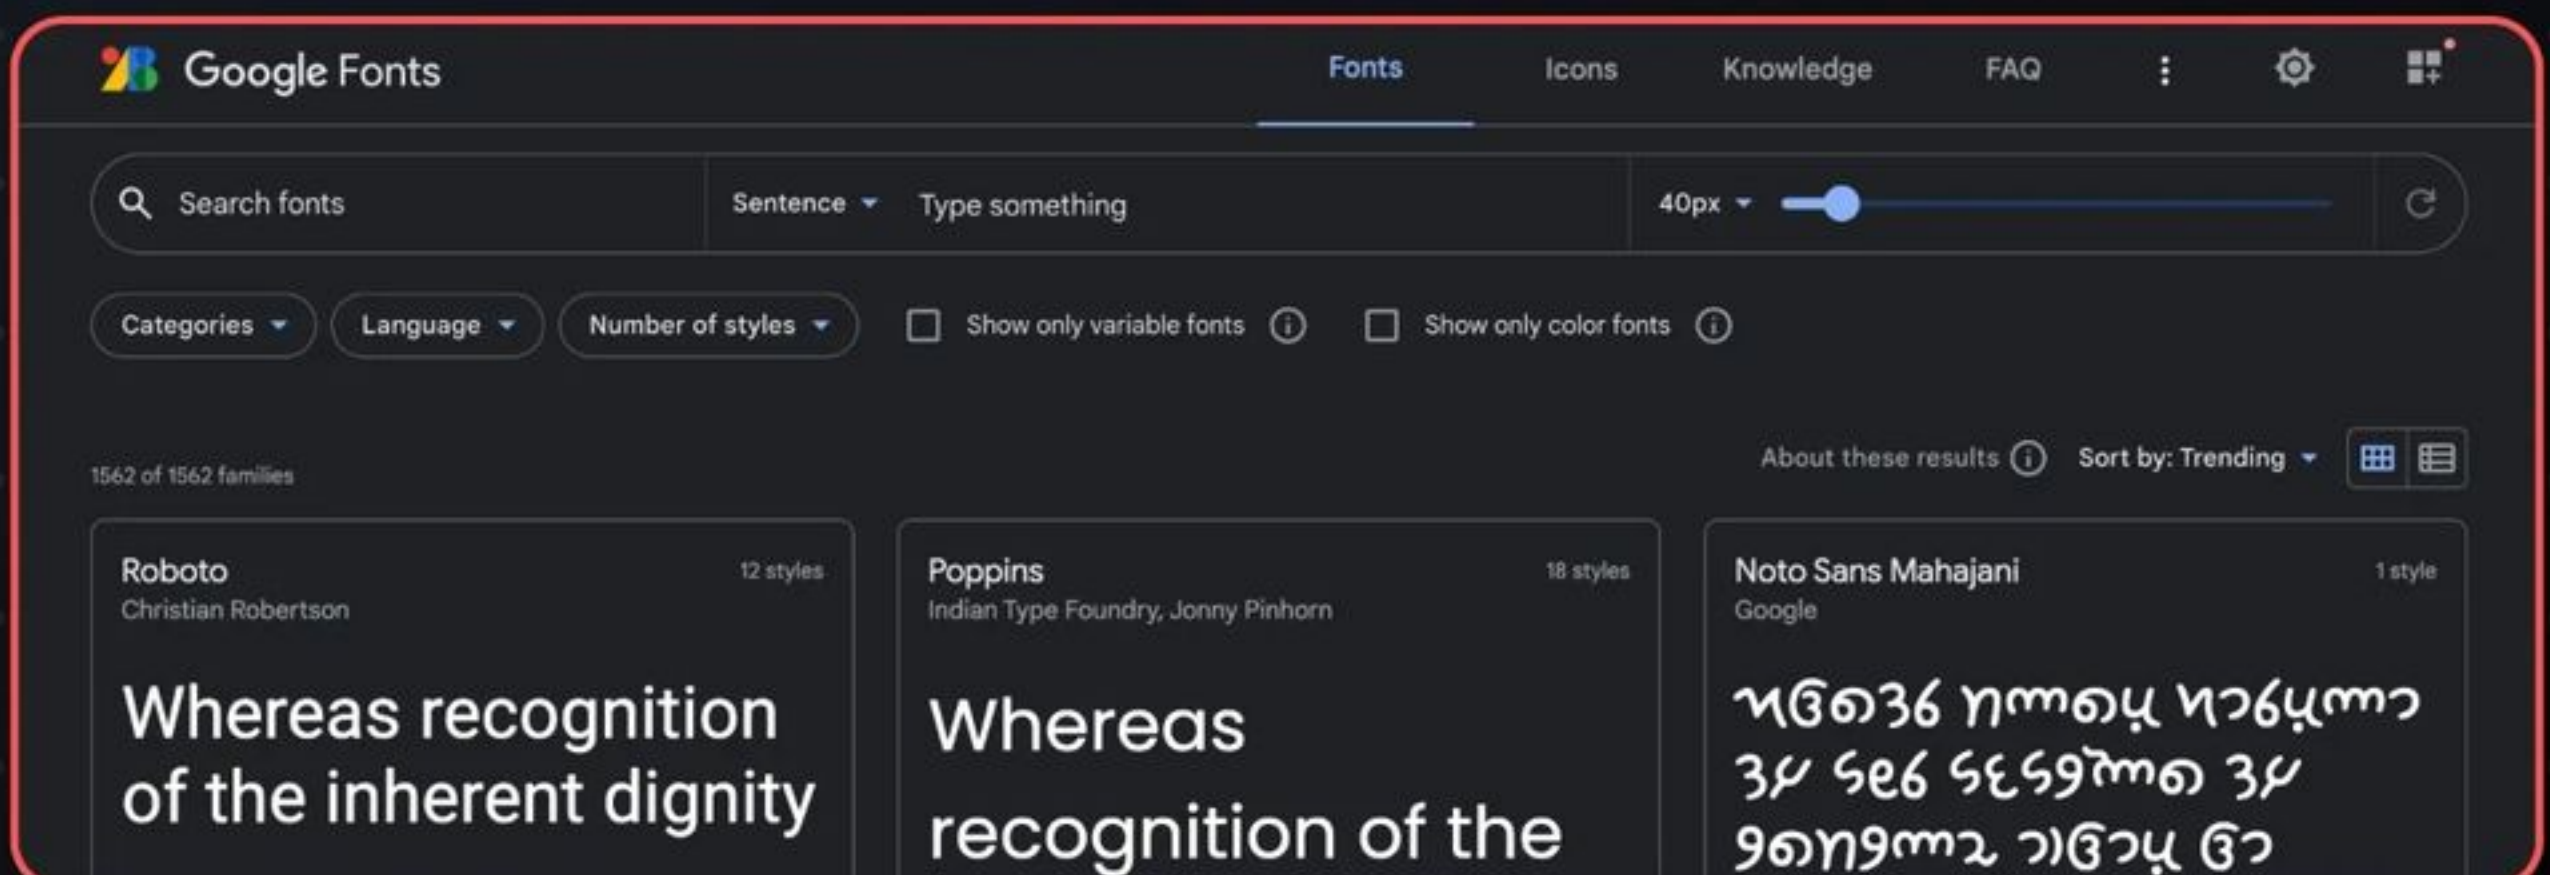 Google Fonts
Fonts
Icons
Knowledge
FAQ
Search fonts
Sentence
Type something
40px
Categories
Language
Number of styles
Show only variable fonts
Show only color fonts
1562 of 1562 families
About these results
Sort by: Trending
Roboto
12 styles
Christian Robertson
Whereas recognition
of the inherent dignity
Poppins
18 styles
Indian Type Foundry, Jonny Pinhorn
Whereas
recognition of the
Noto Sans Mahajani
1 style
Google